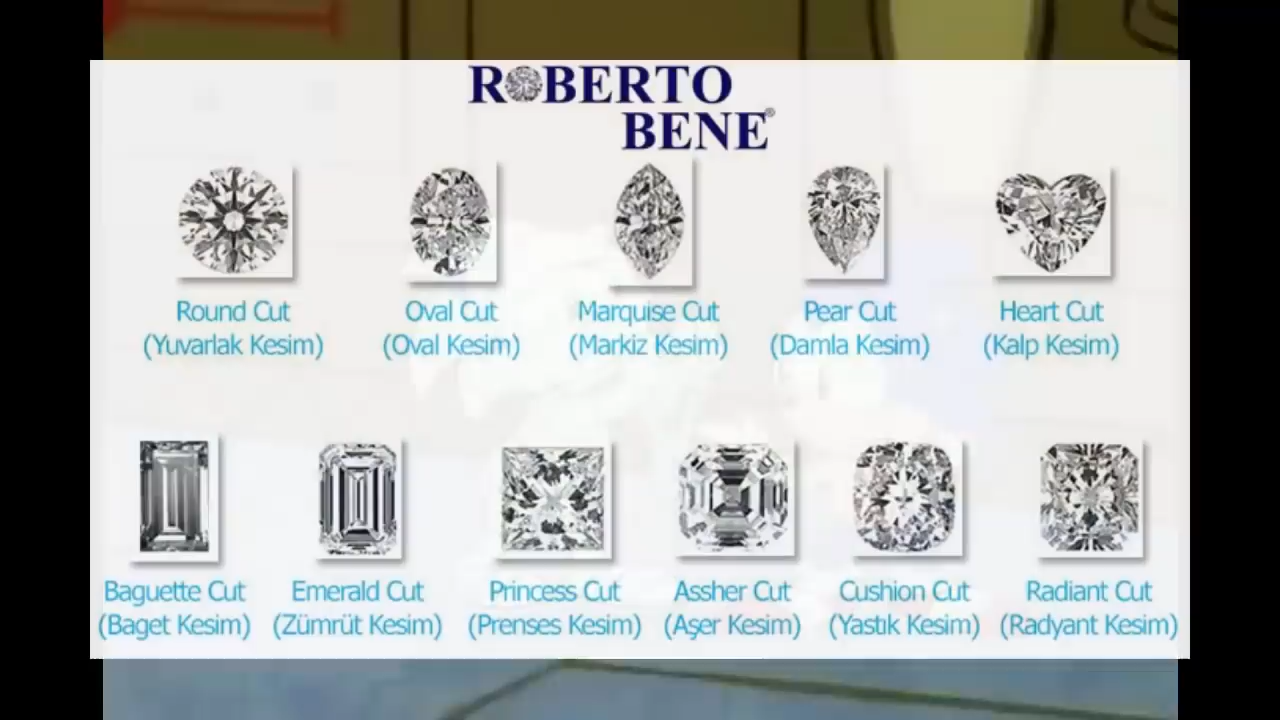 ROBERTO
BENE®
Round Cut
(Yuvarlak Kesim)
Oval Cut
(Oval Kesim)
Marquise Cut
(Markiz Kesim)
Pear Cut
(Damla Kesim)
Heart Cut
(Kalp Kesim)
Baguette Cut
(Baget Kesim)
Emerald Cut
(Zümrüt Kesim)
Princess Cut
(Prenses Kesim)
Assher Cut
(Aşer Kesim)
Cushion Cut
(Yastık Kesim)
Radiant Cut
(Radyant Kesim)